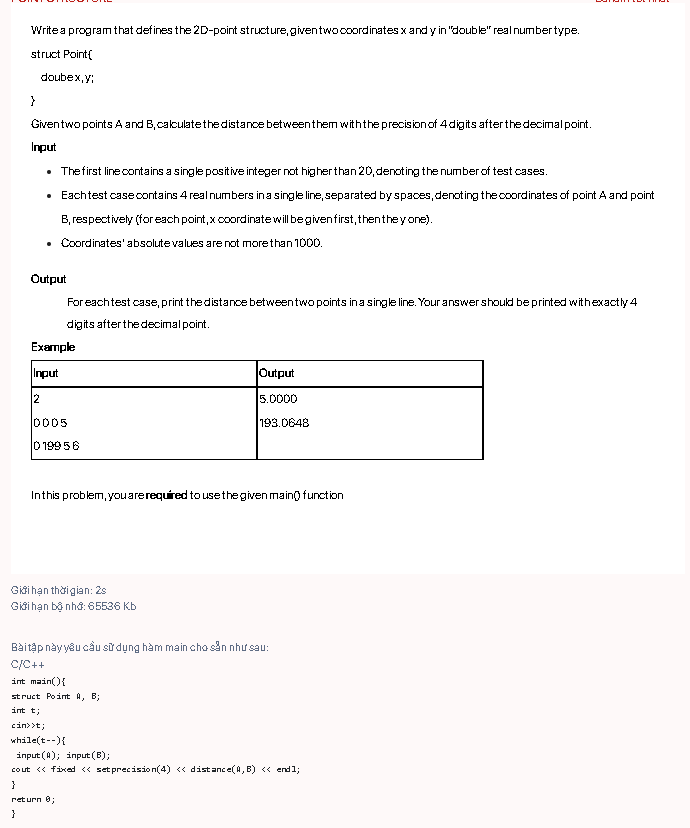 Write a program that defines the 2D-point structure, given two coordinates x and y in "double" real number type.
struct Point{
doube x, y;
}
Given two points A and B, calculate the distance between them with the precision of 4 digits after the decimal point.
Input
The first line contains a single positive integer not higher than 20, denoting the number of test cases.
Each test case contains 4 real numbers in a single line, separated by spaces, denoting the coordinates of point A and point
B, respectively (for each point, x coordinate will be given first, then the y one).
Coordinates' absolute values are not more than 1000.
Output
For each test case, print the distance between two points in a single line. Your answer should be printed with exactly 4
digits after the decimal point.
Example
Input Output
2 5.0000
0 0 0 5 193.0648
0 199 5 6
In this problem, you are required to use the given main() function
Giới hạn thời gian: 2s
Giới hạn bộ nhớ: 65536 Kb
Bài tập này yêu cầu sử dụng hàm main cho sẵn như sau:
C/C++
int main(){
struct Point A, B;
int t;
cin>>t;
while(t--){
input(A); input(B);
cout << fixed << setprecision(4) << distance(A,B) << endl;
}
return 0;
}